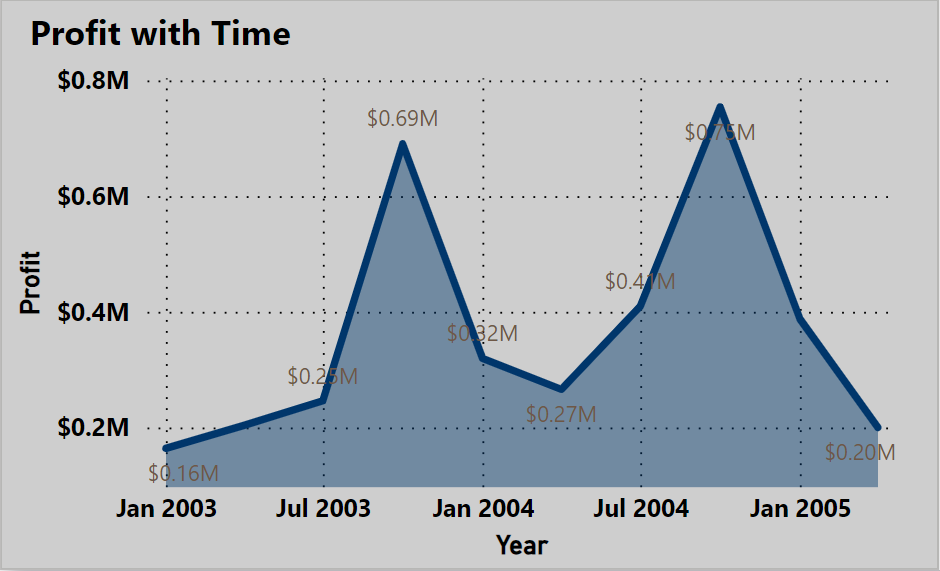 Profit with Time
$0.8M
$0.6M
$0.4M
$0.2M
Profit
$0.16M
$0.25M
$0.69M
$0.32M
$0.27M
$0.41M
$0.75M
$0.20M
Jan 2003
Jul 2003
Jan 2004
Jul 2004
Jan 2005
Year